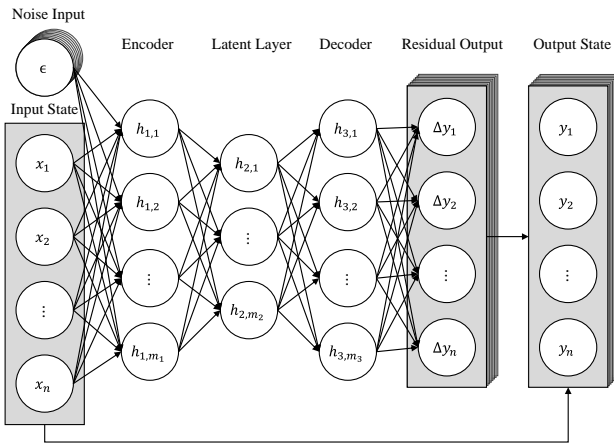 Noise Input
Encoder Latent Layer Decoder Residual Output Output State
ϵ
Input State
x₁
x₂
⋮
xₙ
h₁,₁
h₁,₂
⋮
h₁,ₘ₁
h₂,₁
⋮
h₂,ₘ₂
h₃,₁
h₃,₂
⋮
h₃,ₘ₃
Δy₁
Δy₂
⋮
Δyₙ
y₁
y₂
⋮
yₙ